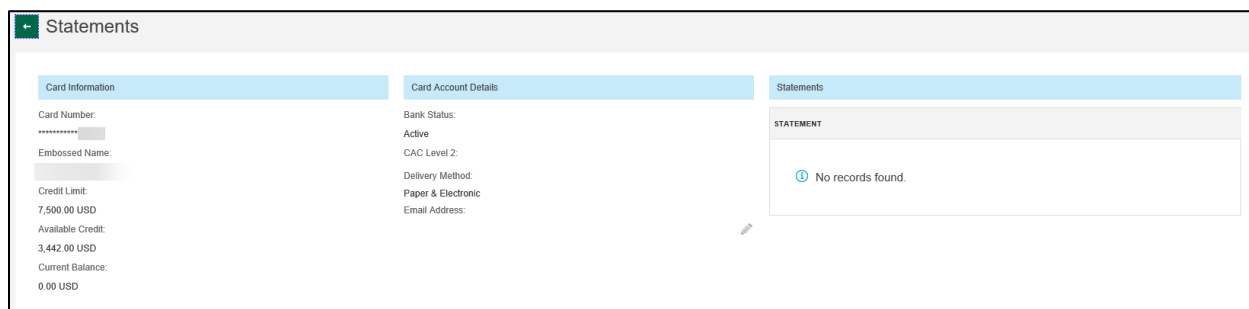 Statements
Card Information
Card Number:
***********
Embossed Name:
Credit Limit:
7,500.00 USD
Available Credit:
3,442.00 USD
Current Balance:
0.00 USD
Card Account Details
Bank Status:
Active
CAC Level 2:
Delivery Method:
Paper & Electronic
Email Address:
Statements
STATEMENT
No records found.